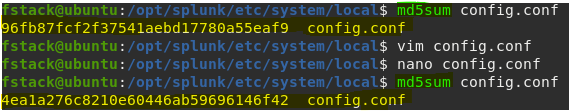 fstack@ubuntu:/opt/splunk/etc/system/local$ md5sum config.conf
96fb87fcf2f37541aebd17780a55eaf9  config.conf
fstack@ubuntu:/opt/splunk/etc/system/local$ vim config.conf
fstack@ubuntu:/opt/splunk/etc/system/local$ nano config.conf
fstack@ubuntu:/opt/splunk/etc/system/local$ md5sum config.conf
4ea1a276c8210e60446ab59696146f42  config.conf